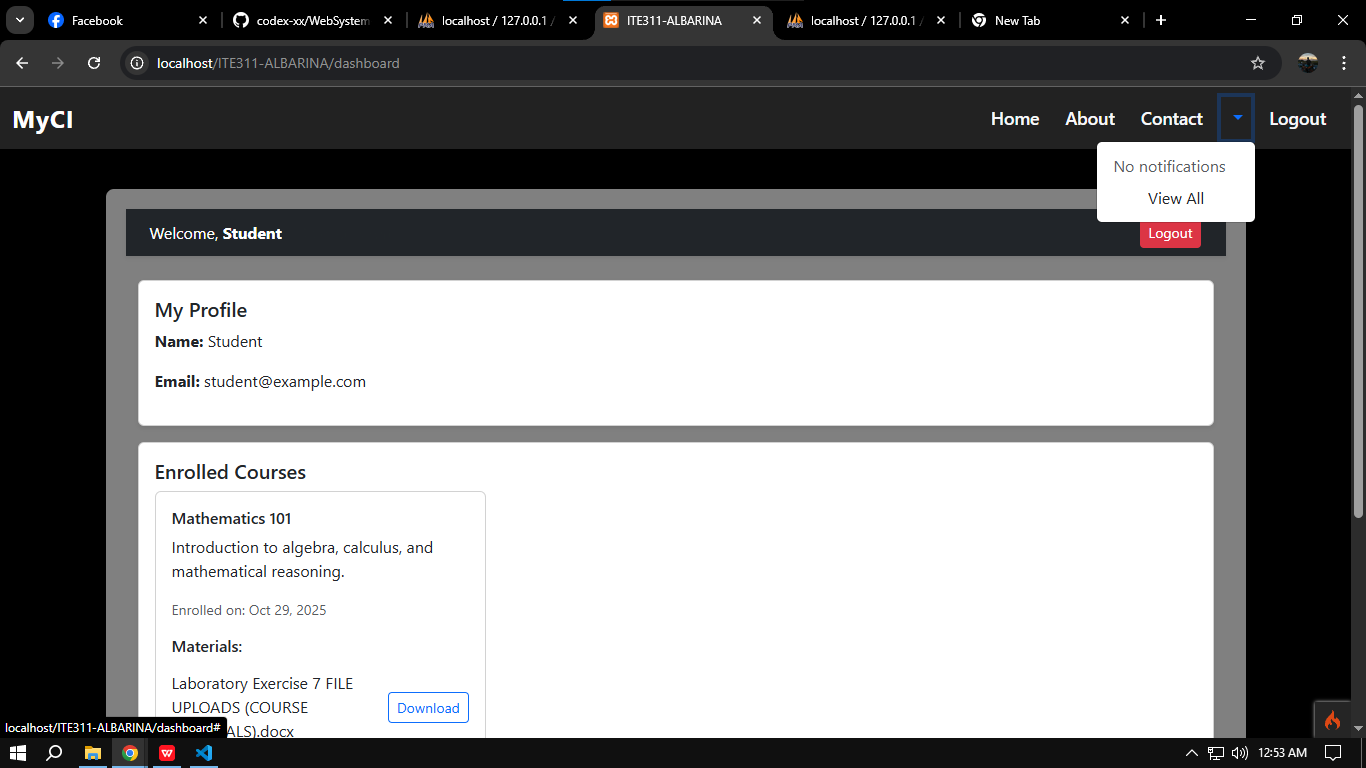 Facebook
codex-xx/WebSystem
localhost / 127.0.0.1 /
ITE311-ALBARINA
localhost / 127.0.0.1 /
New Tab
localhost/ITE311-ALBARINA/dashboard
MyCI
Home
About
Contact
Logout
No notifications
View All
Welcome, Student
Logout
My Profile
Name: Student
Email: student@example.com
Enrolled Courses
Mathematics 101
Introduction to algebra, calculus, and
mathematical reasoning.
Enrolled on: Oct 29, 2025
Materials:
Laboratory Exercise 7 FILE
UPLOADS (COURSE
ALS).docx
Download
localhost/ITE311-ALBARINA/dashboard#
12:53 AM